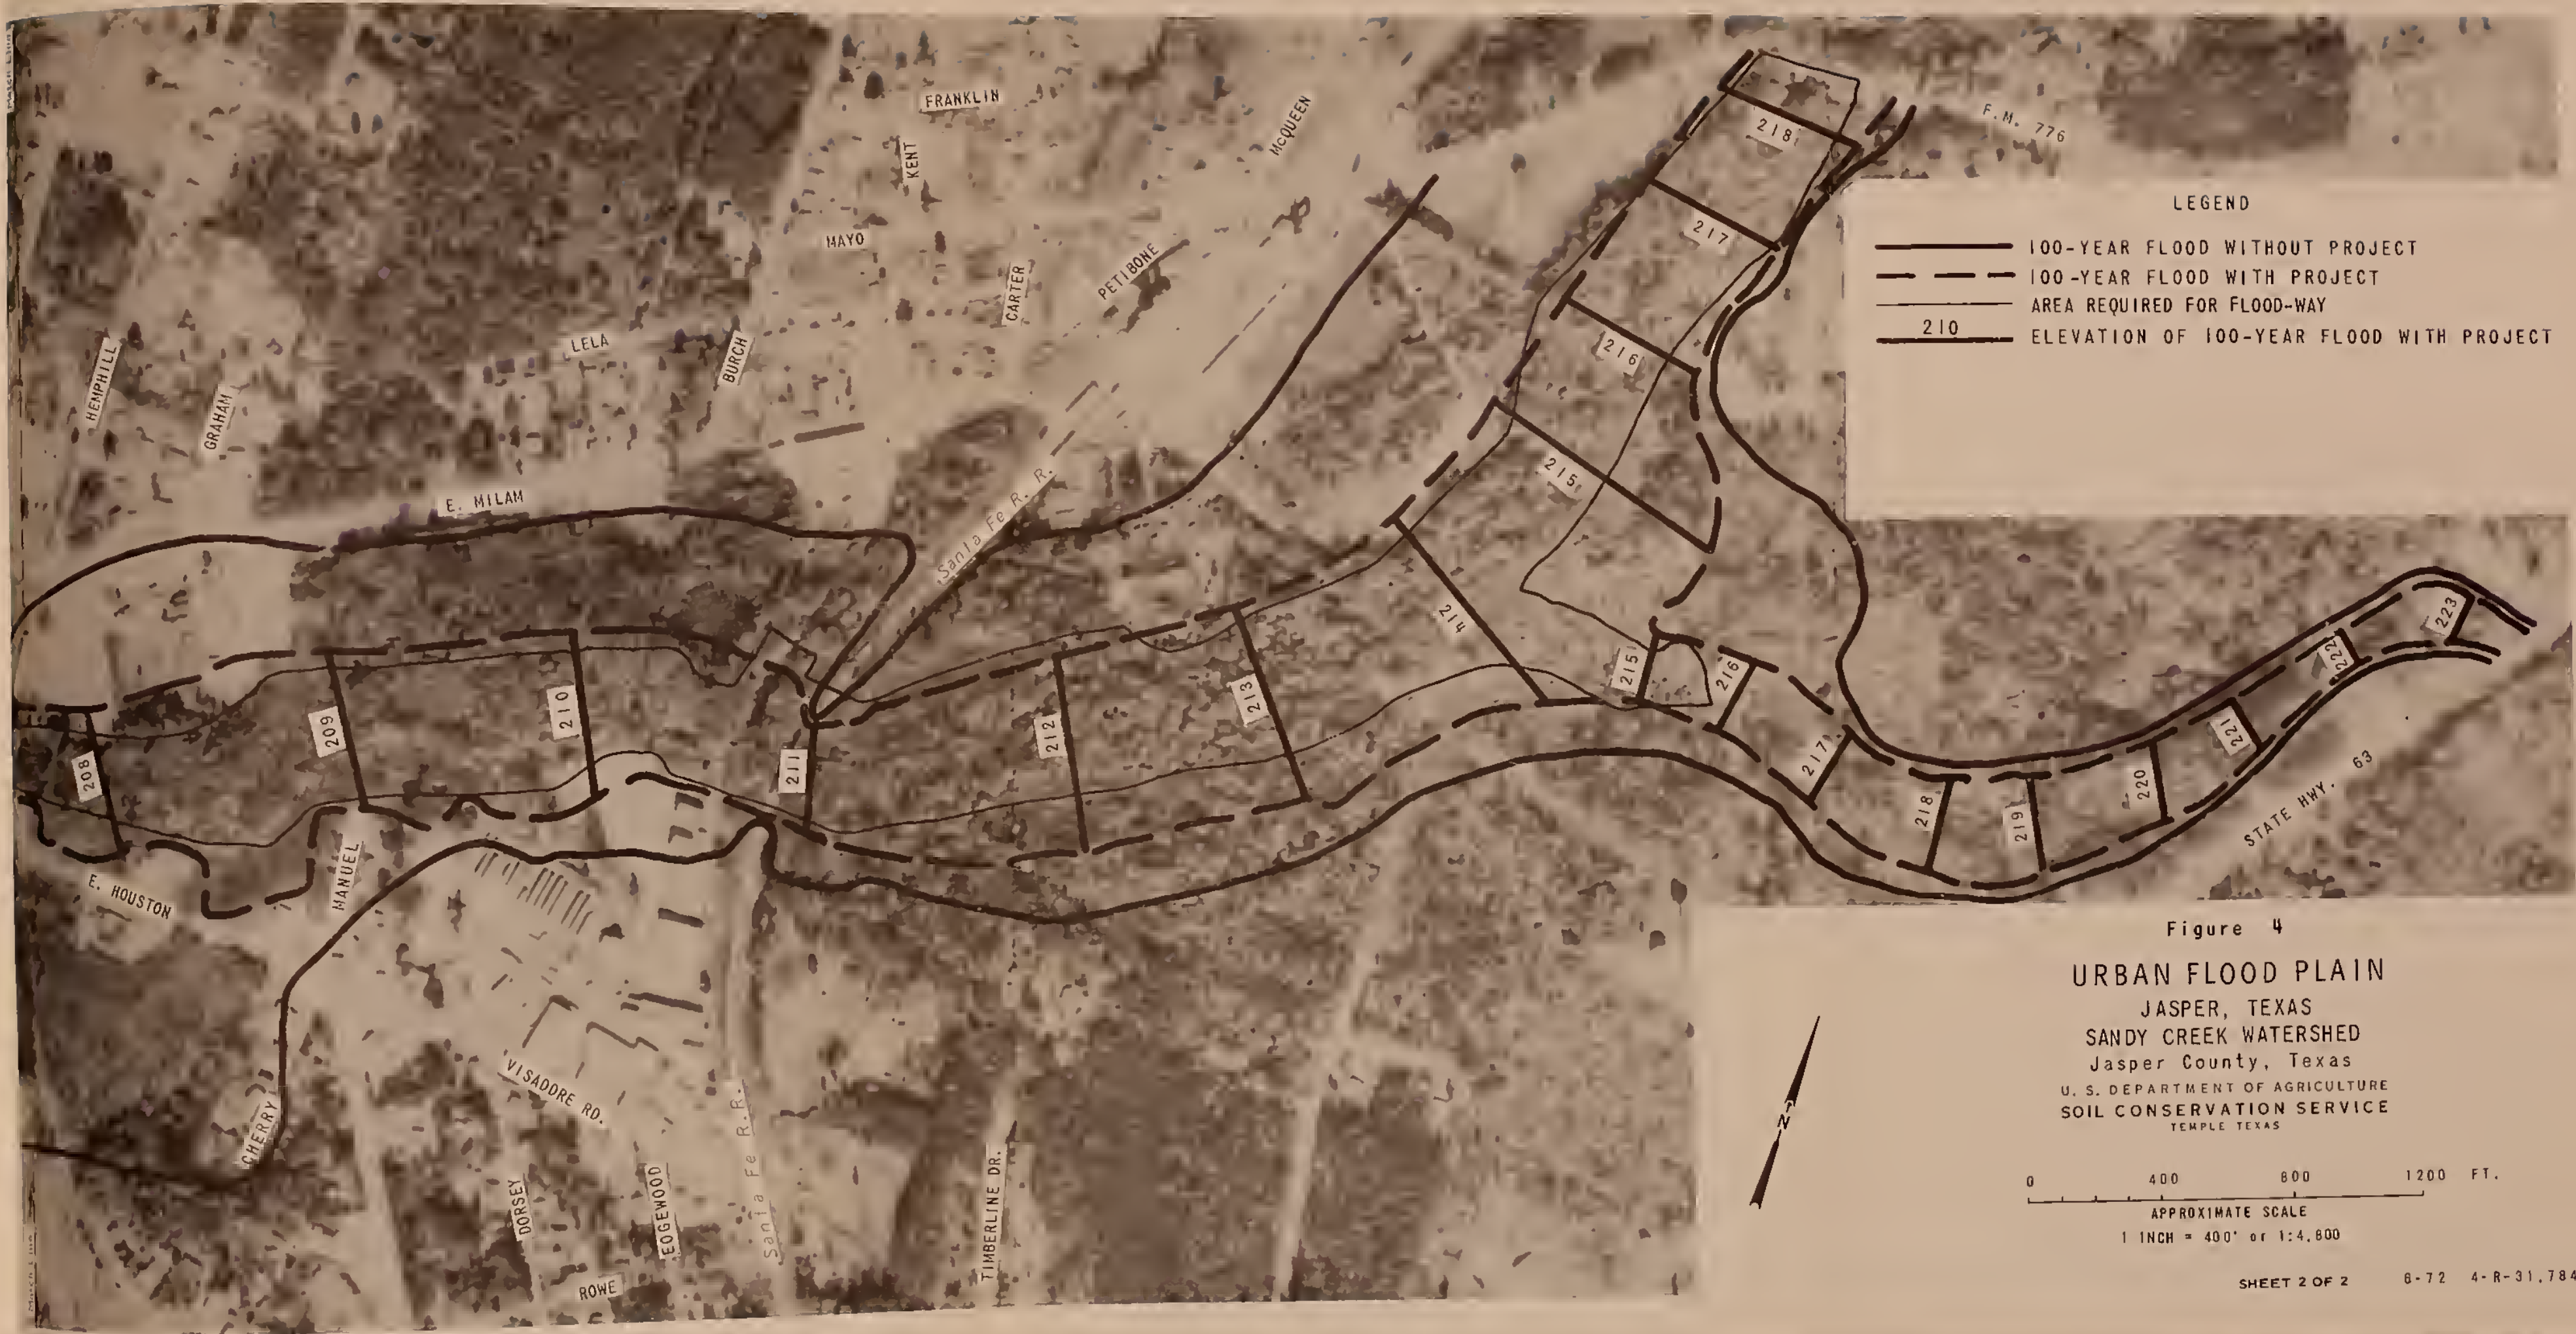 Match Line
FRANKLIN
KENT
McQUEEN
MAYO
CARTER
PETIBONE
LELA
BURCH
HEMPHILL
GRAHAM
E. MILAM
Santa Fe R. R.
F.M. 776
LEGEND
100-YEAR FLOOD WITHOUT PROJECT
100-YEAR FLOOD WITH PROJECT
AREA REQUIRED FOR FLOOD-WAY
210 ELEVATION OF 100-YEAR FLOOD WITH PROJECT
218
217
216
215
214
213
212
211
210
209
208
215
216
217
218
219
220
221
222
223
STATE HWY. 63
E. HOUSTON
MANUEL
CHERRY
VISADORE RD.
DORSEY
EDGEWOOD
Santa Fe R.R.
TIMBERLINE DR.
ROWE
Match Line
N
Figure 4
URBAN FLOOD PLAIN
JASPER, TEXAS
SANDY CREEK WATERSHED
Jasper County, Texas
U. S. DEPARTMENT OF AGRICULTURE
SOIL CONSERVATION SERVICE
TEMPLE TEXAS
0 400 800 1200 FT.
APPROXIMATE SCALE
1 INCH = 400' or 1:4,800
SHEET 2 OF 2 6-72 4-R-31,784